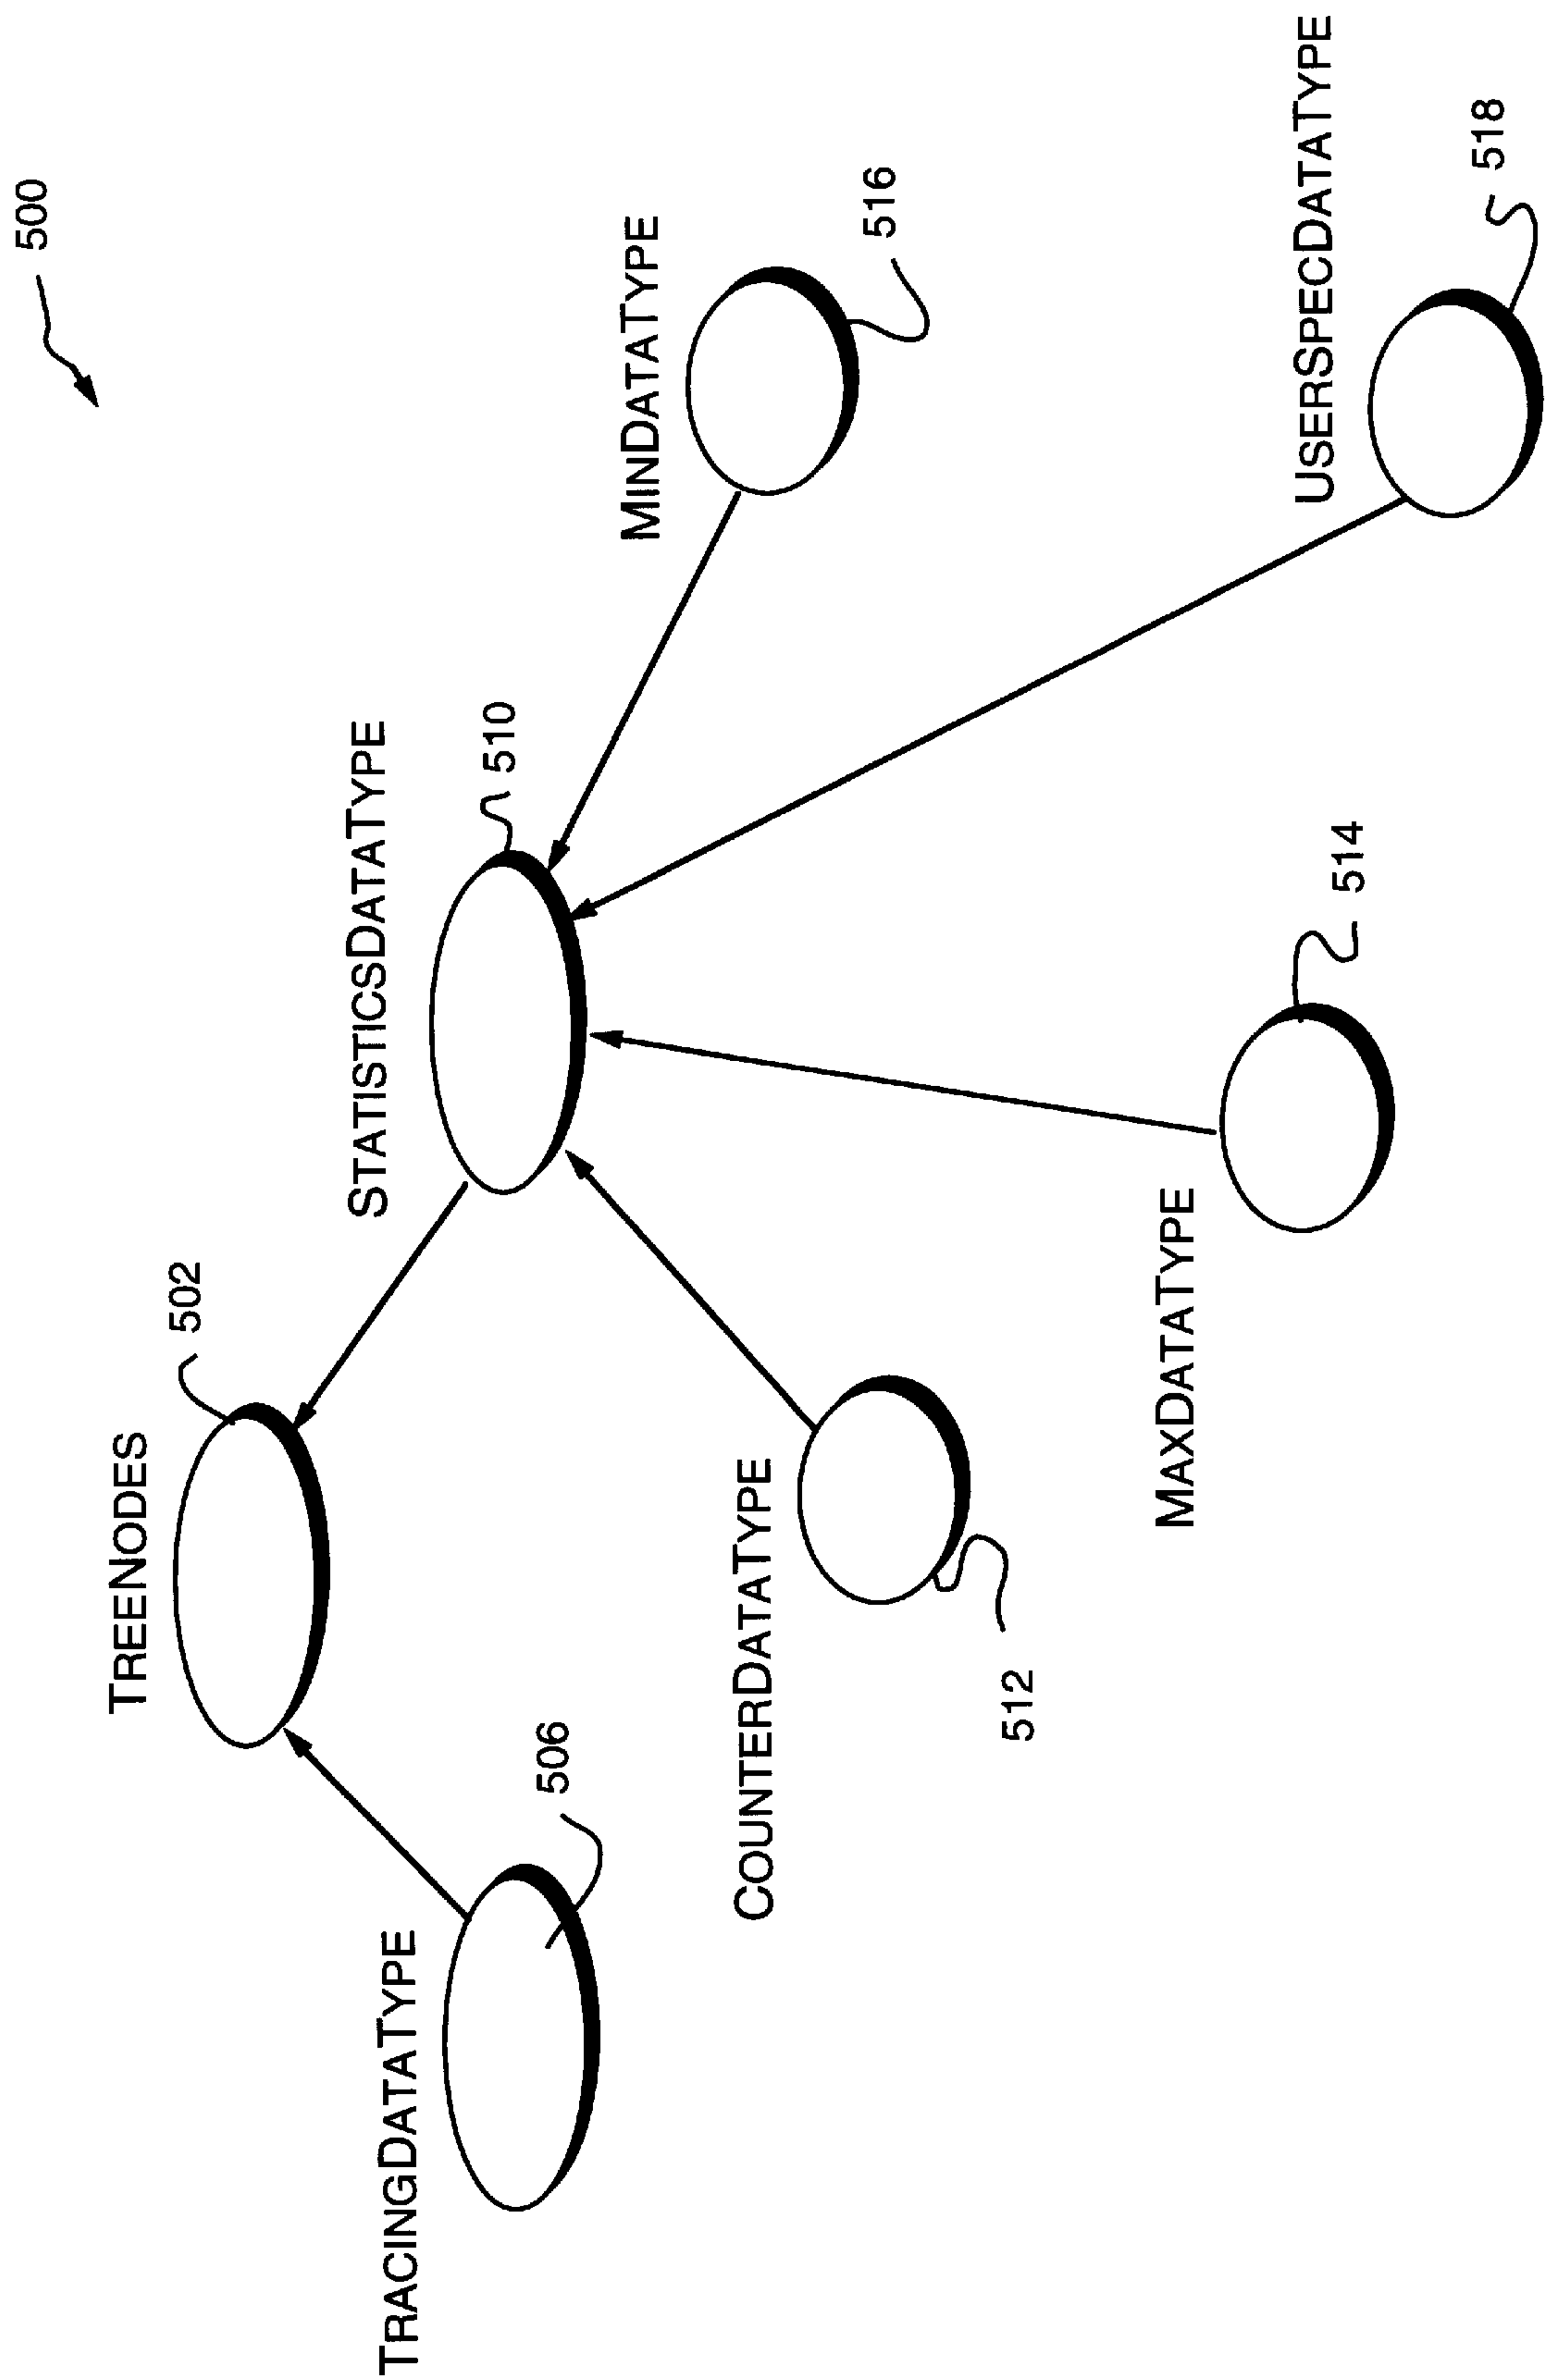 500
TREENODES
502
STATISTICSDATATYPE
510
TRACINGDATATYPE
506
MINDATATYPE
516
COUNTERDATATYPE
512
MAXDATATYPE
514
USERSPECDATATYPE
518